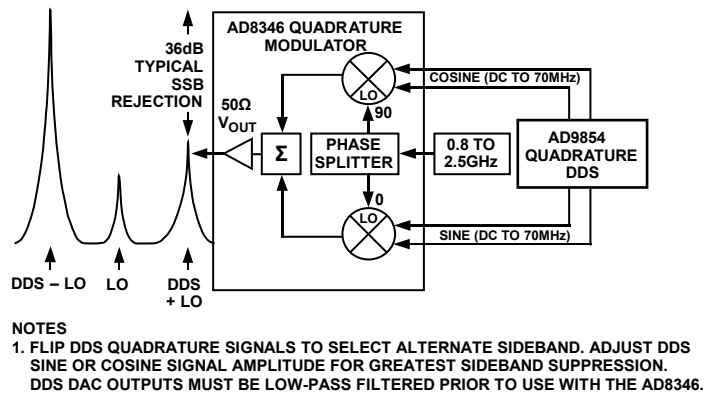 36dB
TYPICAL
SSB
REJECTION
AD8346 QUADRATURE
MODULATOR
50Ω
VOUT
Σ
LO
90
PHASE
SPLITTER
0
LO
0.8 TO
2.5GHz
COSINE (DC TO 70MHz)
AD9854
QUADRATURE
DDS
SINE (DC TO 70MHz)
DDS – LO
LO
DDS
+ LO
NOTES
1. FLIP DDS QUADRATURE SIGNALS TO SELECT ALTERNATE SIDEBAND. ADJUST DDS
SINE OR COSINE SIGNAL AMPLITUDE FOR GREATEST SIDEBAND SUPPRESSION.
DDS DAC OUTPUTS MUST BE LOW-PASS FILTERED PRIOR TO USE WITH THE AD8346.